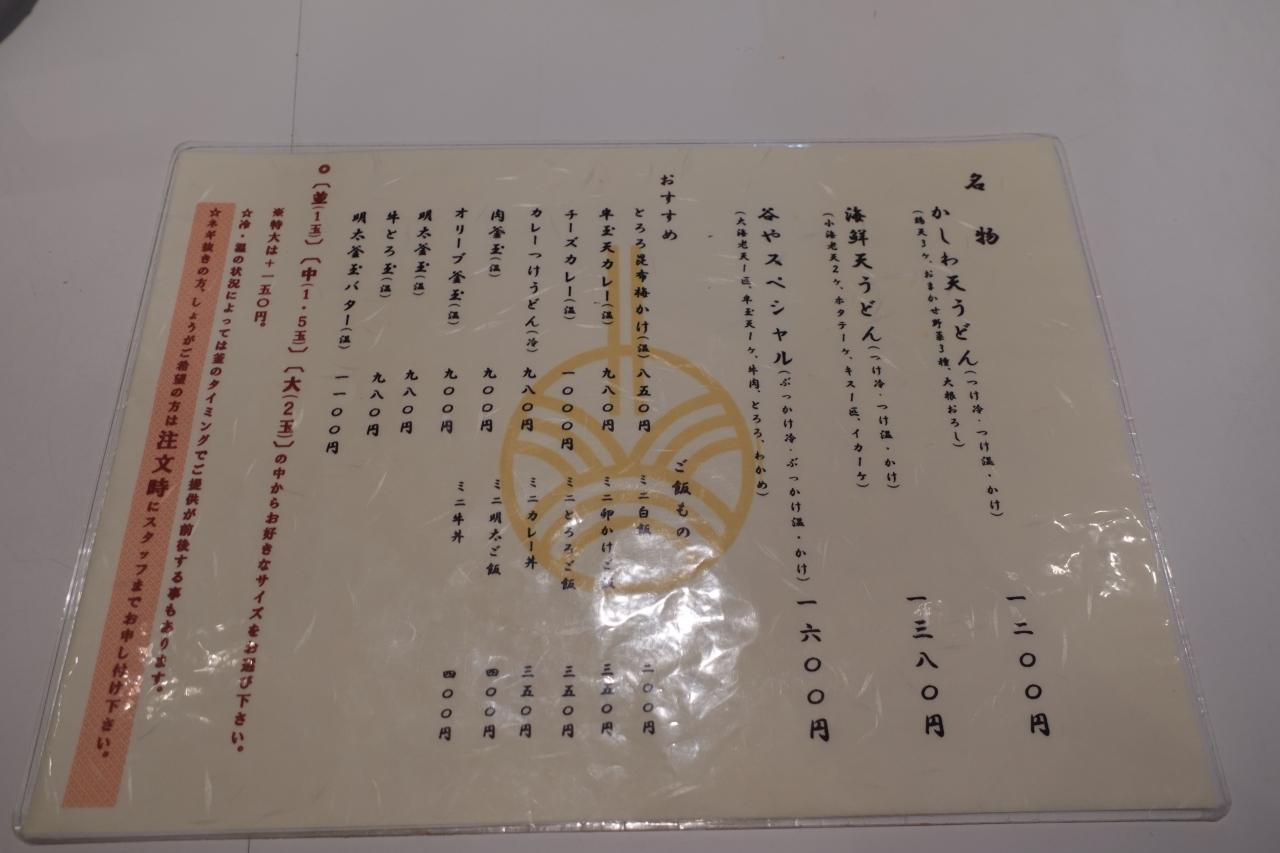 名物
かしわ天うどん(つけ冷・つけ温・かけ)
(鶏天3ヶ、おまかせ野菜3種、大根おろし)
一二〇〇円
海鮮天うどん(つけ冷・つけ温・かけ)
(小海老天2ヶ、ホタテ一ヶ、キス1匹、イカ一ヶ)
一三八〇円
谷やスペシャル(ぶっかけ冷・ぶっかけ温・かけ)
(大海老天1匹、半玉天1ヶ、牛肉、とろろ、わかめ)
一六〇〇円
おすすめ
とろろ昆布梅かけ(温) 八五〇円
半玉天カレー(温) 九八〇円
チーズカレー(温) 一〇〇〇円
カレーつけうどん(冷) 九八〇円
肉釜玉(温) 九〇〇円
オリーブ釜玉(温) 九〇〇円
明太釜玉(温) 九八〇円
牛とろ玉(温) 九八〇円
明太釜玉バター(温) 一一〇〇円
ご飯もの
ミニ白飯 二〇〇円
ミニ卵かけご飯 三五〇円
ミニとろろご飯 三五〇円
ミニカレー丼 三五〇円
ミニ明太ご飯 四〇〇円
ミニ牛丼 四〇〇円
〇〔並(1玉)〕〔中(1・5玉)〕〔大(2玉)〕の中からお好きなサイズをお選び下さい。
※特大は+一五〇円。
☆冷・温の状況によっては釜のタイミングでご提供が前後する事もあります。
☆ネギ抜きの方、しょうがご希望の方は注文時にスタッフまでお申し付け下さい。